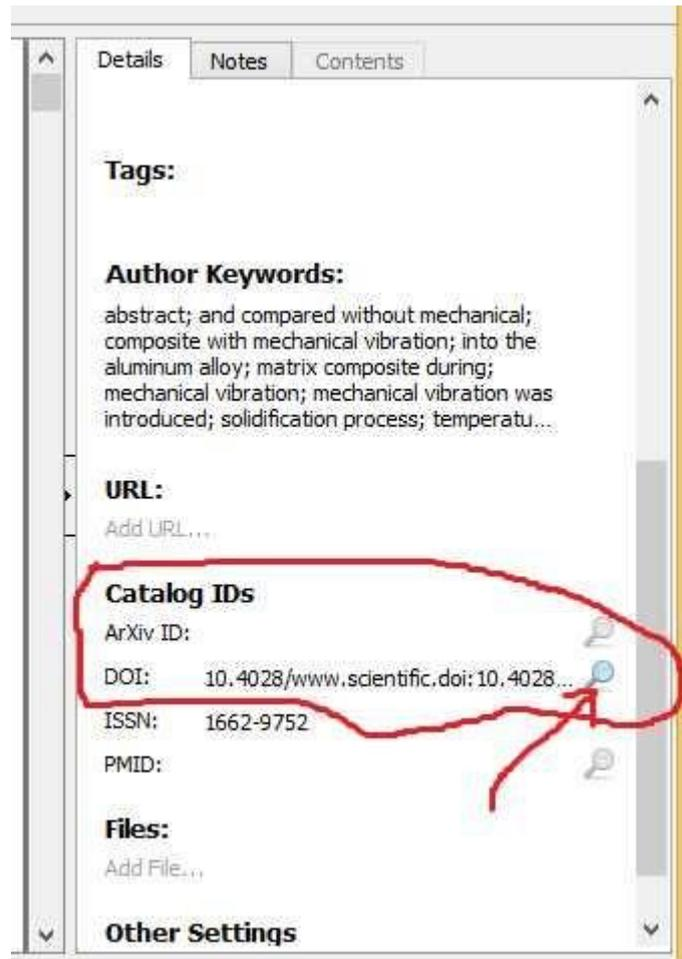 Details Notes Contents
Tags:
Author Keywords:
abstract; and compared without mechanical;
composite with mechanical vibration; into the
aluminum alloy; matrix composite during;
mechanical vibration; mechanical vibration was
introduced; solidification process; temperatu...
URL:
Add URL...
Catalog IDs
ArXiv ID:
DOI: 10.4028/www.scientific.doi:10.4028...
ISSN: 1662-9752
PMID:
Files:
Add File...
Other Settings